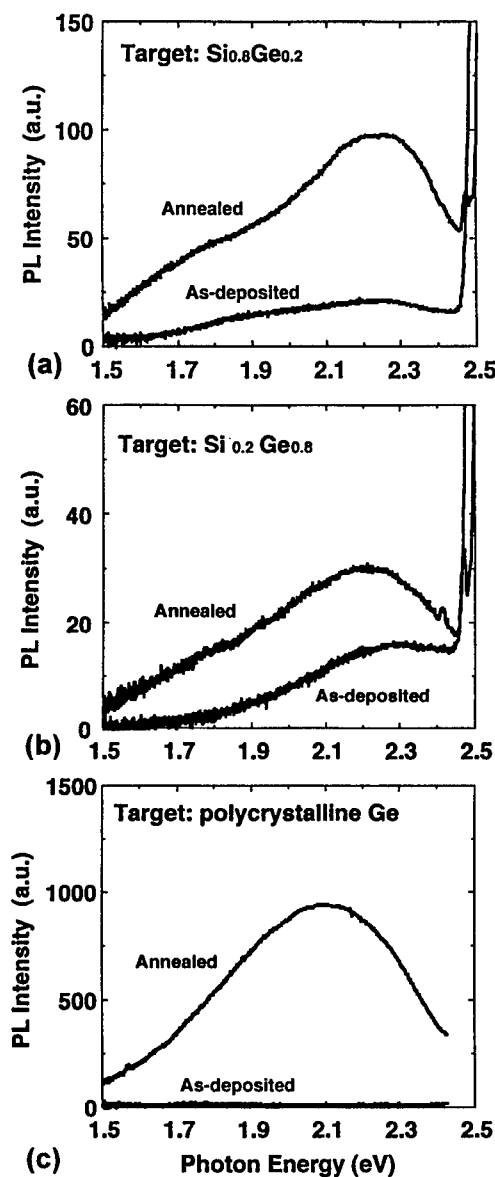 150
Target: Si0.8Ge0.2
100
Annealed
50
As-deposited
0
PL Intensity (a.u.)
1.5 1.7 1.9 2.1 2.3 2.5
(a)
60
Target: Si 0.2 Ge0.8
40
Annealed
20
As-deposited
0
PL Intensity (a.u.)
1.5 1.7 1.9 2.1 2.3 2.5
(b)
1500
Target: polycrystalline Ge
1000
Annealed
500
As-deposited
0
PL Intensity (a.u.)
1.5 1.7 1.9 2.1 2.3 2.5
(c)
Photon Energy (eV)